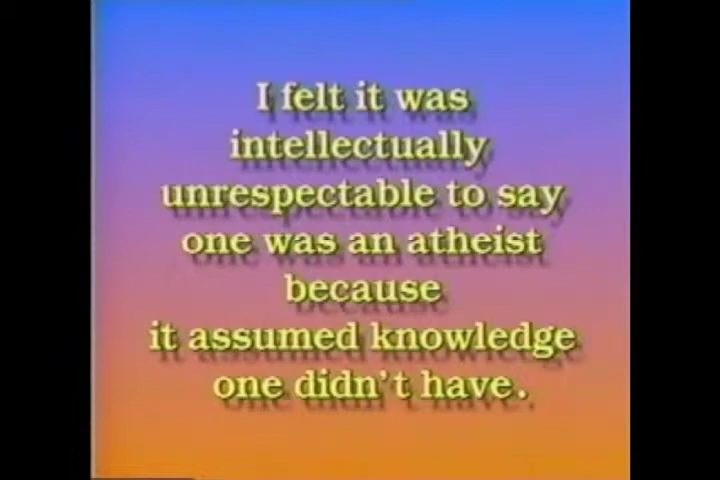 I felt it was
intellectually
unrespectable to say
one was an atheist
because
it assumed knowledge
one didn't have.